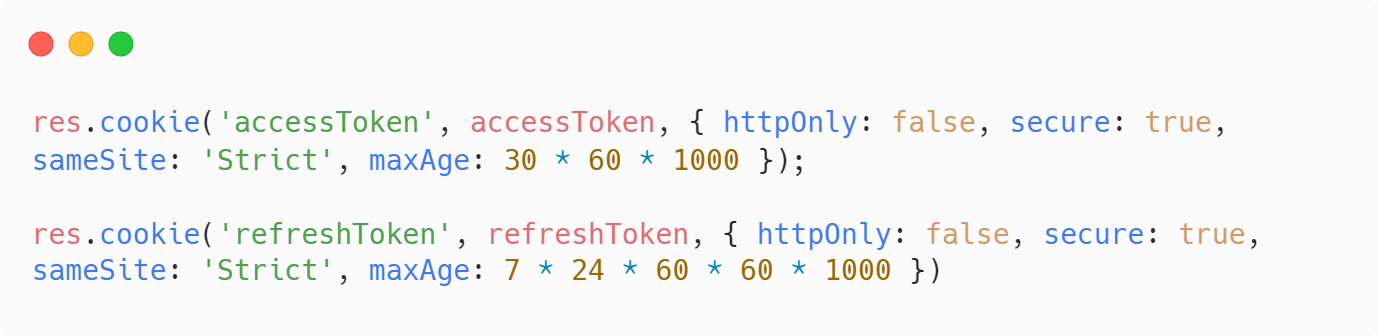 res.cookie('accessToken', accessToken, { httpOnly: false, secure: true,
sameSite: 'Strict', maxAge: 30 * 60 * 1000 });
res.cookie('refreshToken', refreshToken, { httpOnly: false, secure: true,
sameSite: 'Strict', maxAge: 7 * 24 * 60 * 60 * 1000 })